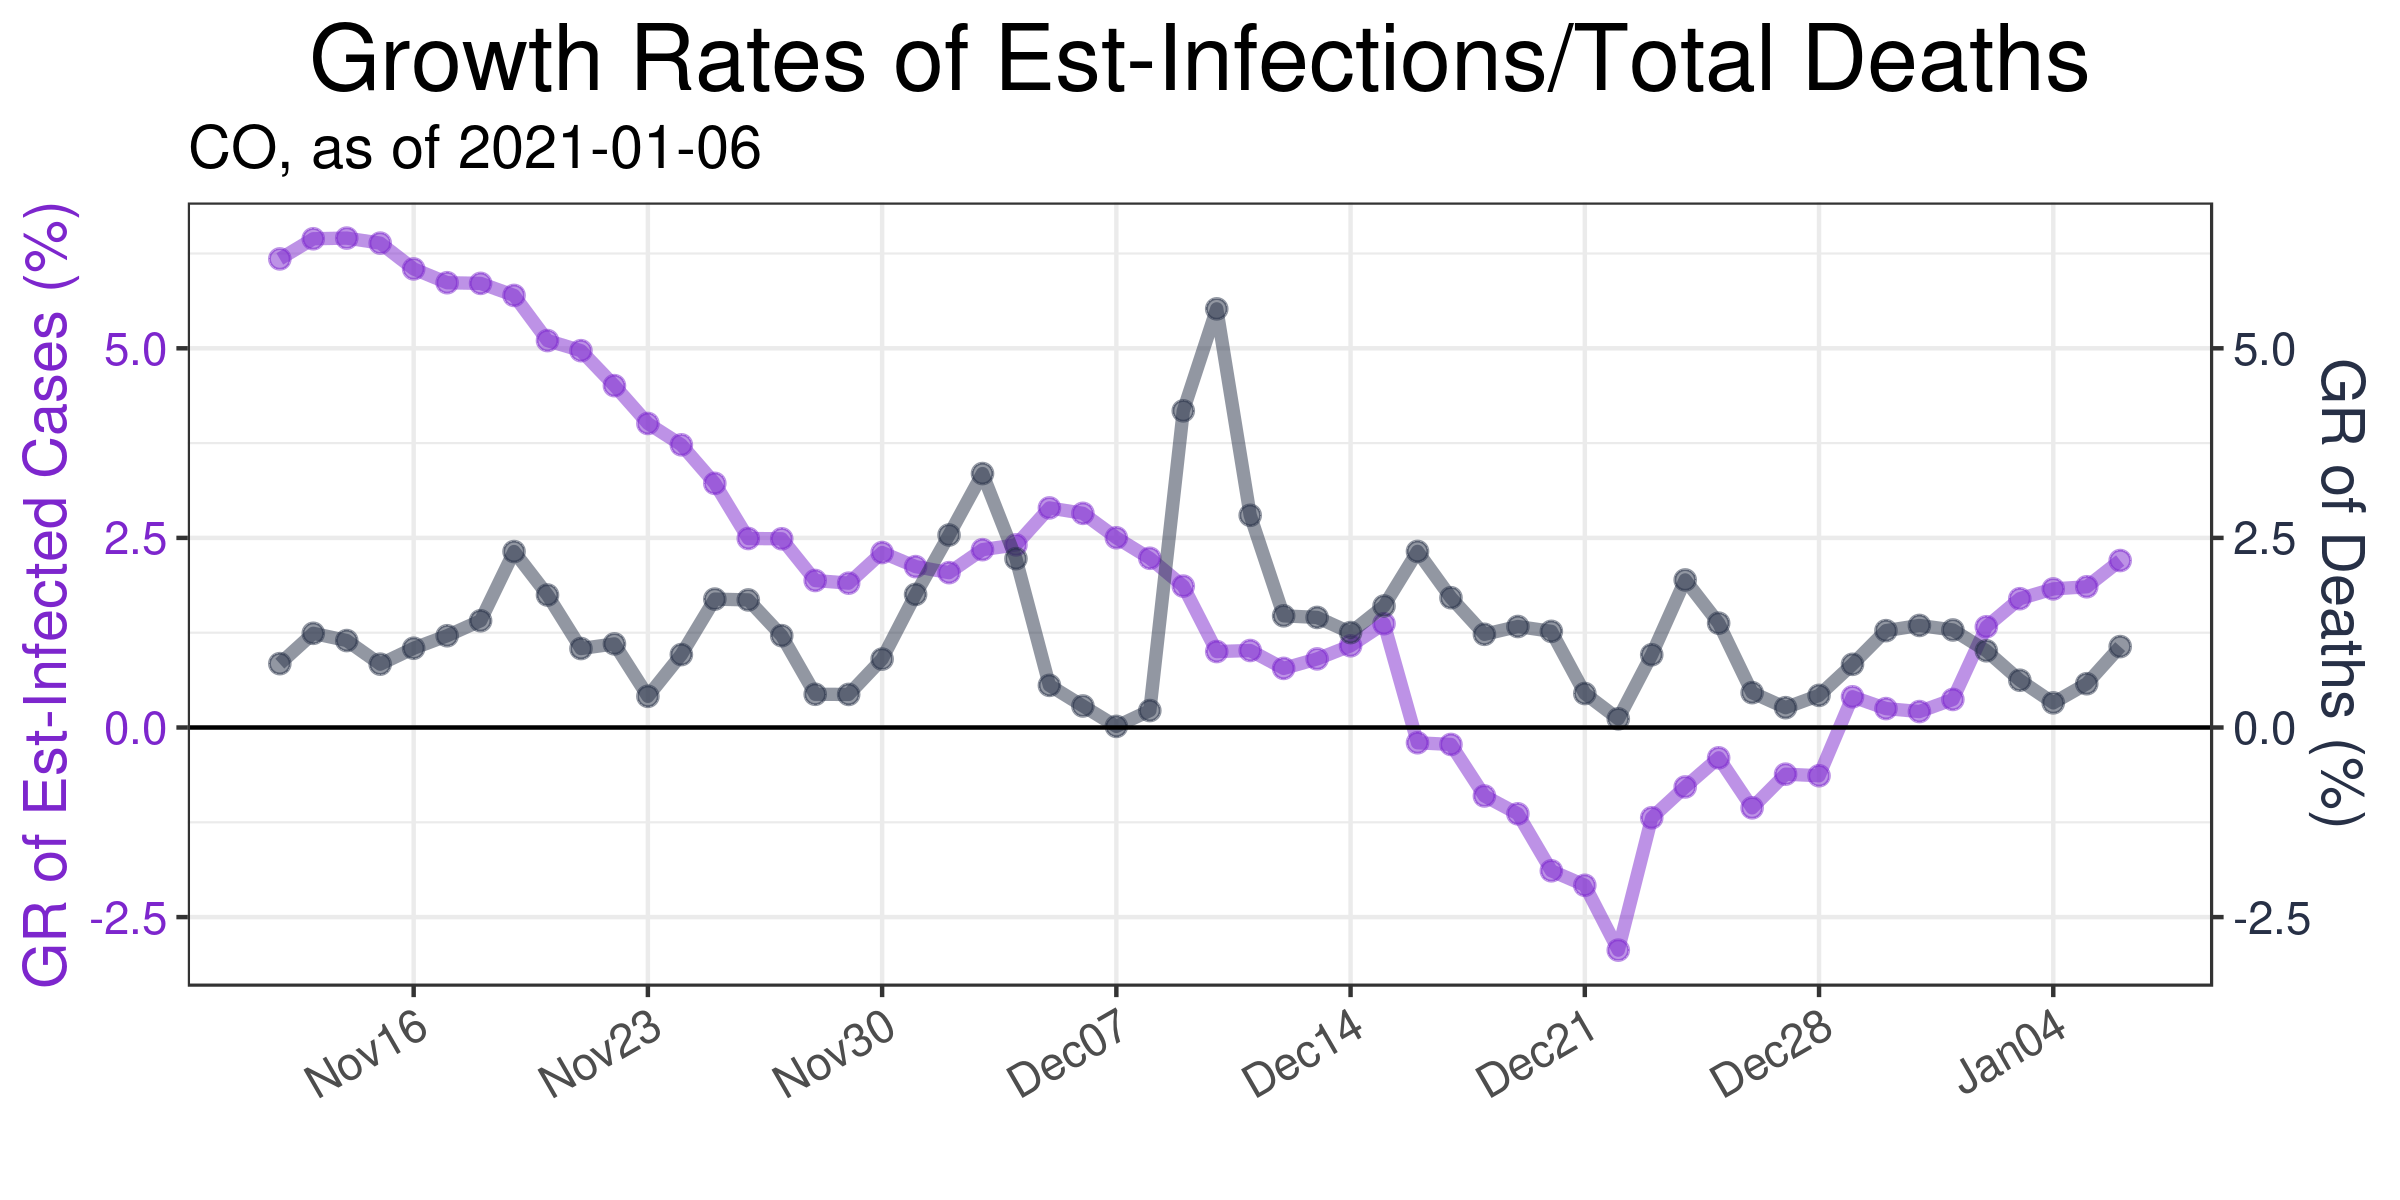 Growth Rates of Est-Infections/Total Deaths
CO, as of 2021-01-06
GR of Est-Infected Cases (%)
5.0
2.5
0.0
-2.5
5.0
2.5
0.0
-2.5
GR of Deaths (%)
Nov16
Nov23
Nov30
Dec07
Dec14
Dec21
Dec28
Jan04